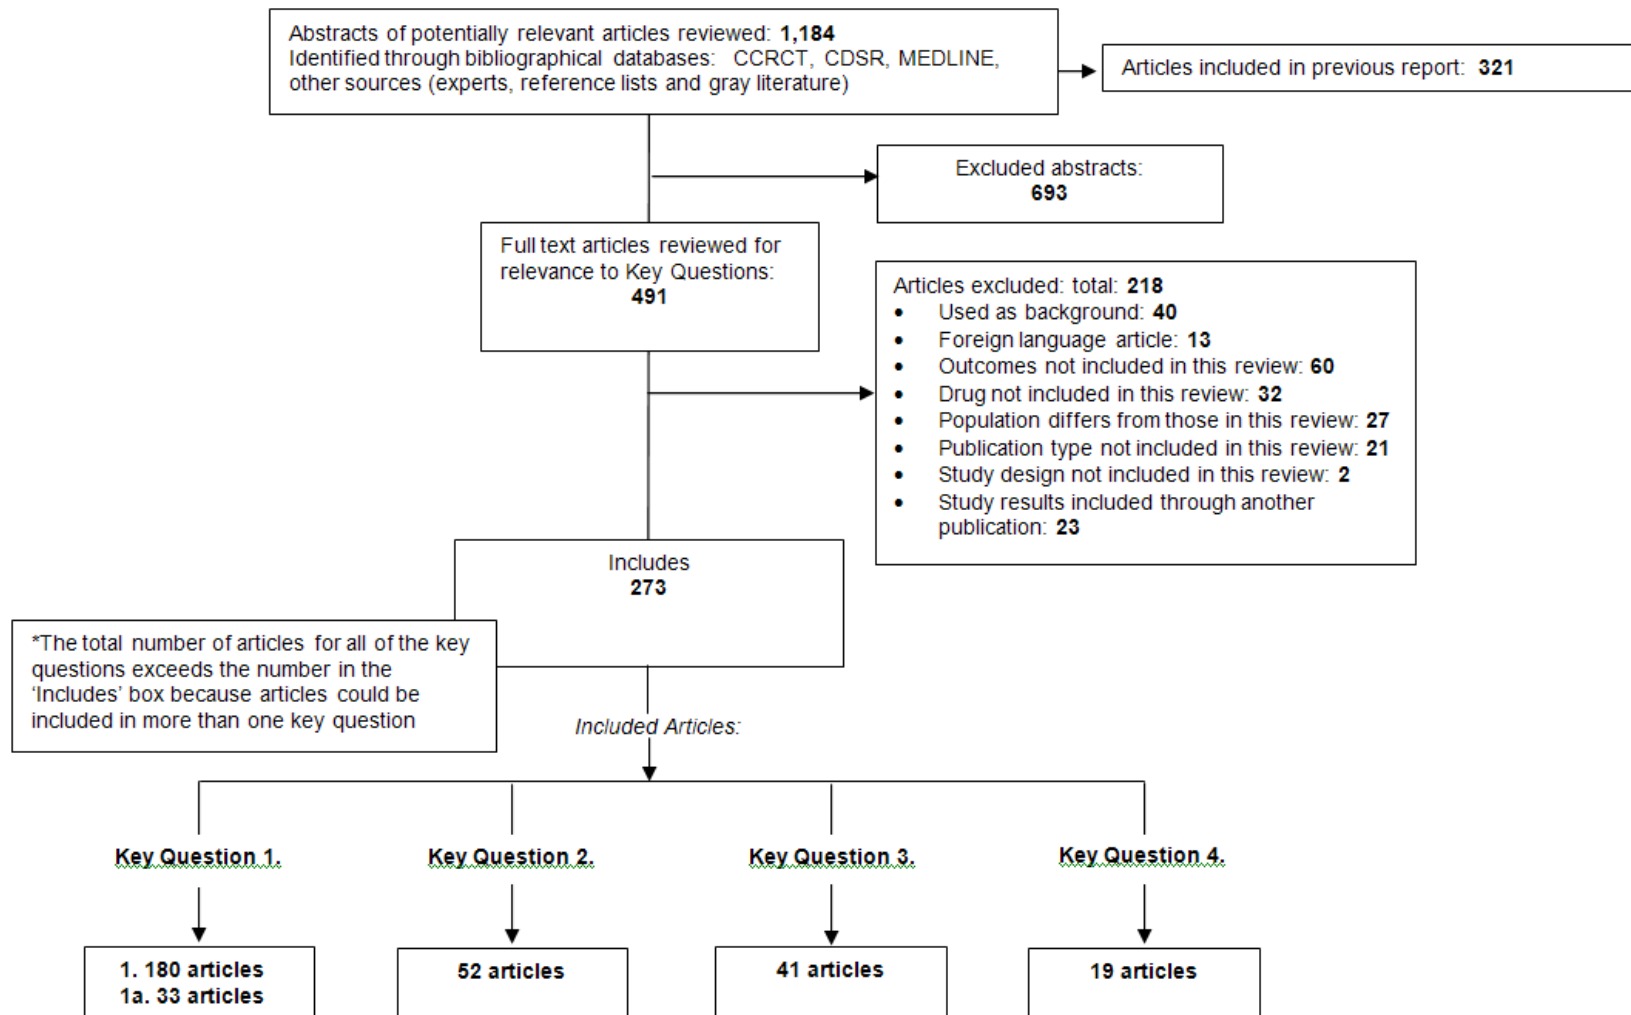 Abstracts of potentially relevant articles reviewed: 1,184
Identified through bibliographical databases: CCRCT, CDSR, MEDLINE,
other sources (experts, reference lists and gray literature)
Articles included in previous report: 321
Excluded abstracts:
693
Full text articles reviewed for
relevance to Key Questions:
491
Articles excluded: total: 218
• Used as background: 40
• Foreign language article: 13
• Outcomes not included in this review: 60
• Drug not included in this review: 32
• Population differs from those in this review: 27
• Publication type not included in this review: 21
• Study design not included in this review: 2
• Study results included through another
publication: 23
Includes
273
*The total number of articles for all of the key
questions exceeds the number in the
‘Includes’ box because articles could be
included in more than one key question
Included Articles:
Key Question 1.
Key Question 2.
Key Question 3.
Key Question 4.
1. 180 articles
1a. 33 articles
52 articles
41 articles
19 articles